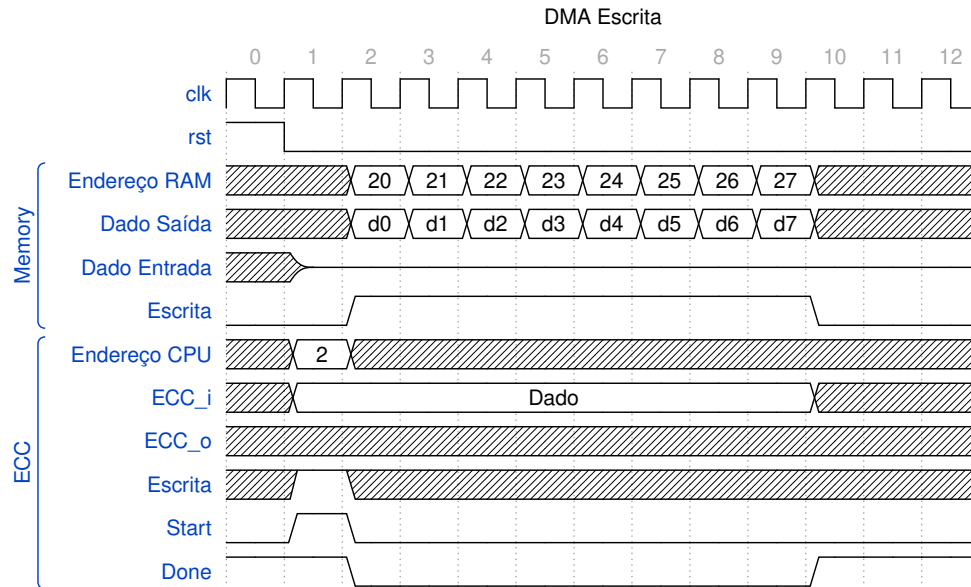 DMA Escrita
0 1 2 3 4 5 6 7 8 9 10 11 12
clk
rst
Memory
Endereço RAM 20 21 22 23 24 25 26 27
Dado Saída d0 d1 d2 d3 d4 d5 d6 d7
Dado Entrada
Escrita
ECC
Endereço CPU 2
ECC_i Dado
ECC_o
Escrita
Start
Done